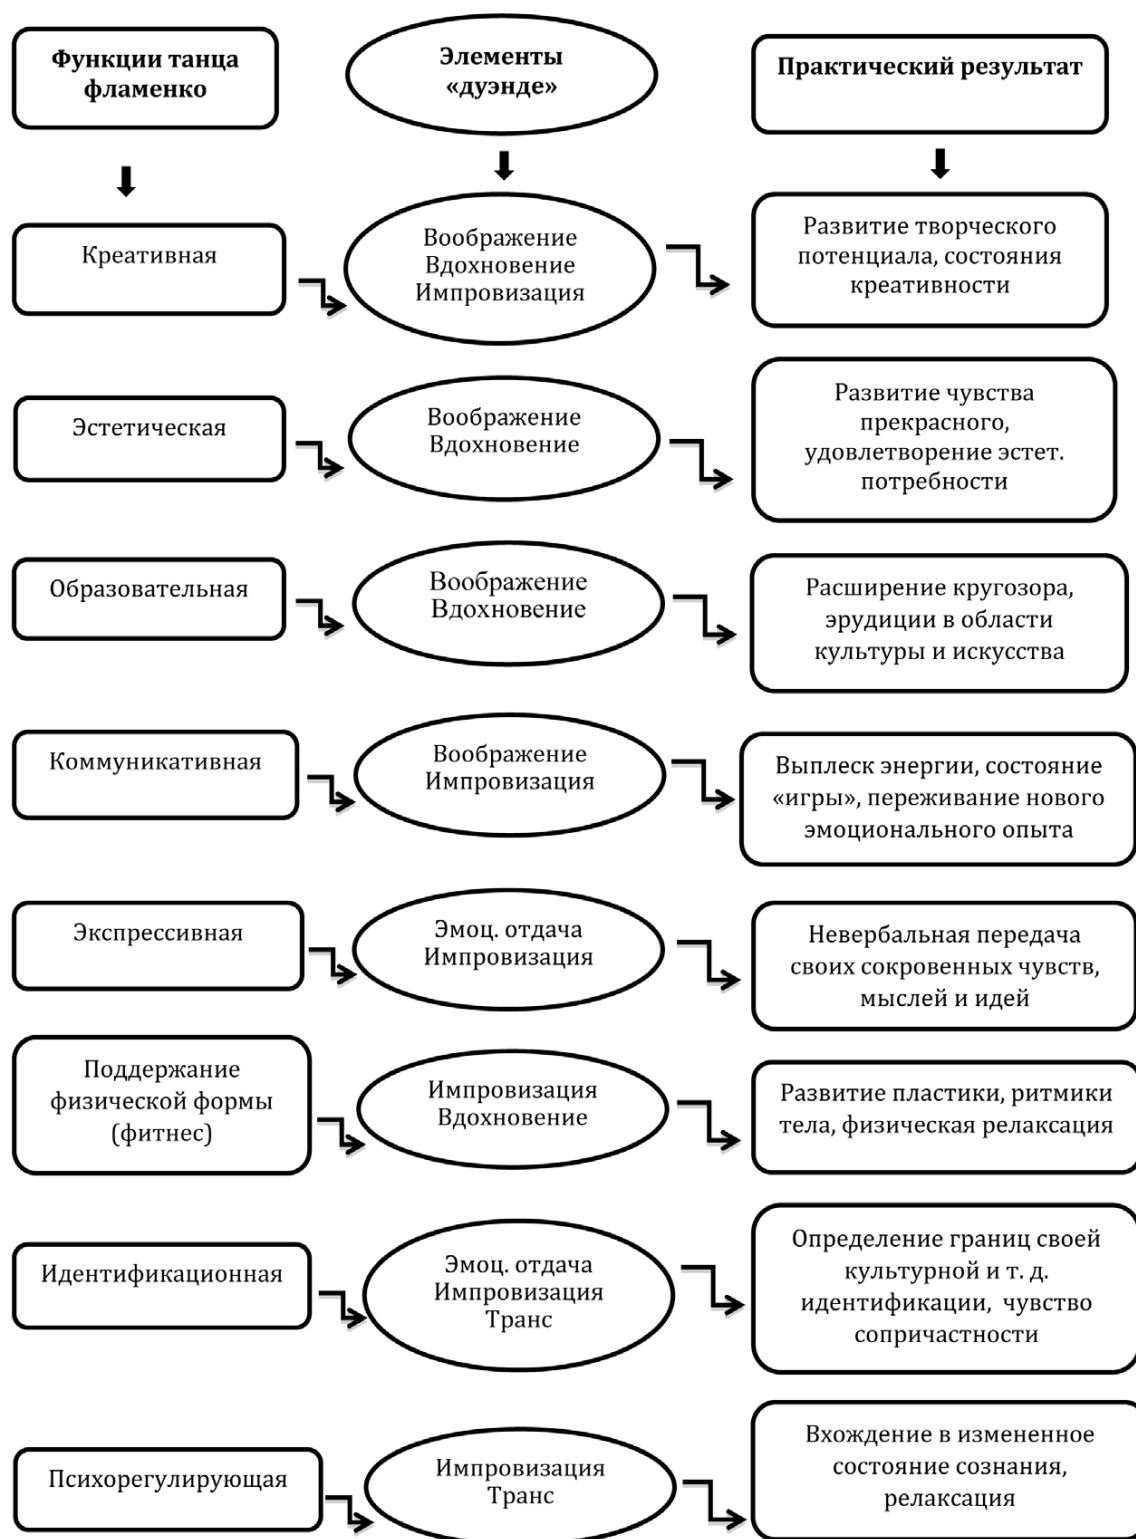 Функции танца
фламенко
Элементы
«дуэнде»
Практический результат
Креативная
Воображение
Вдохновение
Импровизация
Развитие творческого
потенциала, состояния
креативности
Эстетическая
Воображение
Вдохновение
Развитие чувства
прекрасного,
удовлетворение эстет.
потребности
Образовательная
Воображение
Вдохновение
Расширение кругозора,
эрудиции в области
культуры и искусства
Коммуникативная
Воображение
Импровизация
Выплеск энергии, состояние
«игры», переживание нового
эмоционального опыта
Экспрессивная
Эмоц. отдача
Импровизация
Невербальная передача
своих сокровенных чувств,
мыслей и идей
Поддержание
физической формы
(фитнес)
Импровизация
Вдохновение
Развитие пластики, ритмики
тела, физическая релаксация
Идентификационная
Эмоц. отдача
Импровизация
Транс
Определение границ своей
культурной и т. д.
идентификации, чувство
сопричастности
Психорегулирующая
Импровизация
Транс
Вхождение в измененное
состояние сознания,
релаксация